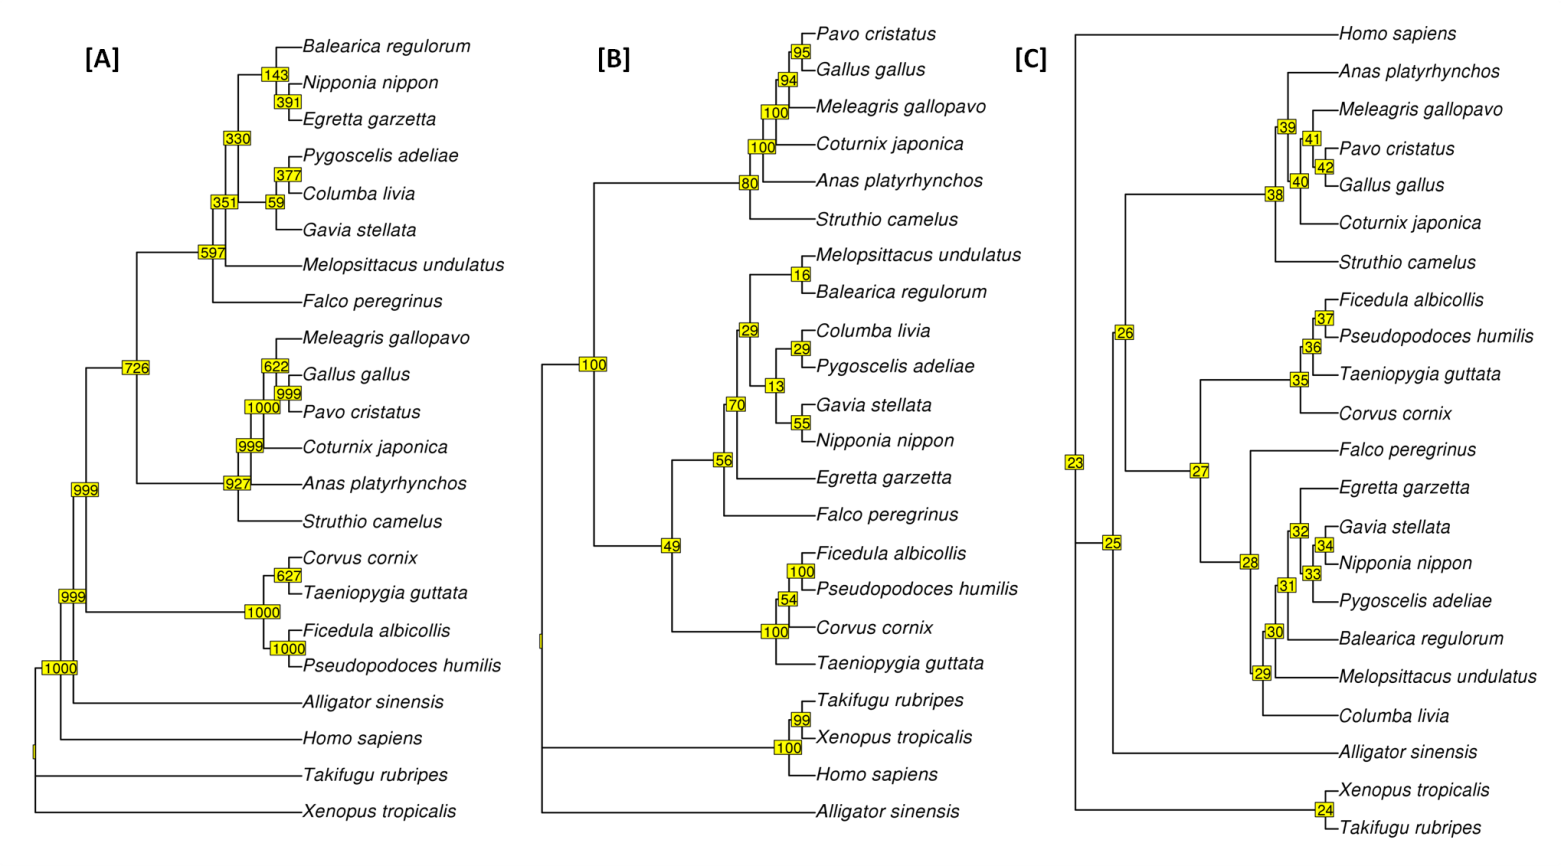 [A]
Balearica regulorum
143
Nipponia nippon
391
Egretta garzetta
330
Pygoscelis adeliae
377
Columba livia
351
59
Gavia stellata
597
Melopsittacus undulatus
Falco peregrinus
Meleagris gallopavo
726
622
Gallus gallus
999
1000
Pavo cristatus
999
Coturnix japonica
927
Anas platyrhynchos
999
Struthio camelus
Corvus cornix
627
Taeniopygia guttata
999
1000
Ficedula albicollis
1000
Pseudopodoces humilis
1000
Alligator sinensis
Homo sapiens
Takifugu rubripes
Xenopus tropicalis
[B]
Pavo cristatus
95
Gallus gallus
94
Meleagris gallopavo
100
Coturnix japonica
100
Anas platyrhynchos
80
Struthio camelus
Melopsittacus undulatus
16
Balearica regulorum
29
Columba livia
29
Pygoscelis adeliae
100
13
Gavia stellata
70
55
Nipponia nippon
56
Egretta garzetta
Falco peregrinus
49
Ficedula albicollis
100
Pseudopodoces humilis
54
Corvus cornix
100
Taeniopygia guttata
Takifugu rubripes
99
Xenopus tropicalis
100
Homo sapiens
Alligator sinensis
[C]
Homo sapiens
Anas platyrhynchos
Meleagris gallopavo
39
41
Pavo cristatus
42
40
Gallus gallus
38
Coturnix japonica
Struthio camelus
Ficedula albicollis
37
26
Pseudopodoces humilis
36
Taeniopygia guttata
35
Corvus cornix
Falco peregrinus
23
27
Egretta garzetta
Gavia stellata
32
34
25
Nipponia nippon
28
33
31
Pygoscelis adeliae
30
Balearica regulorum
29
Melopsittacus undulatus
Columba livia
Alligator sinensis
Xenopus tropicalis
24
Takifugu rubripes